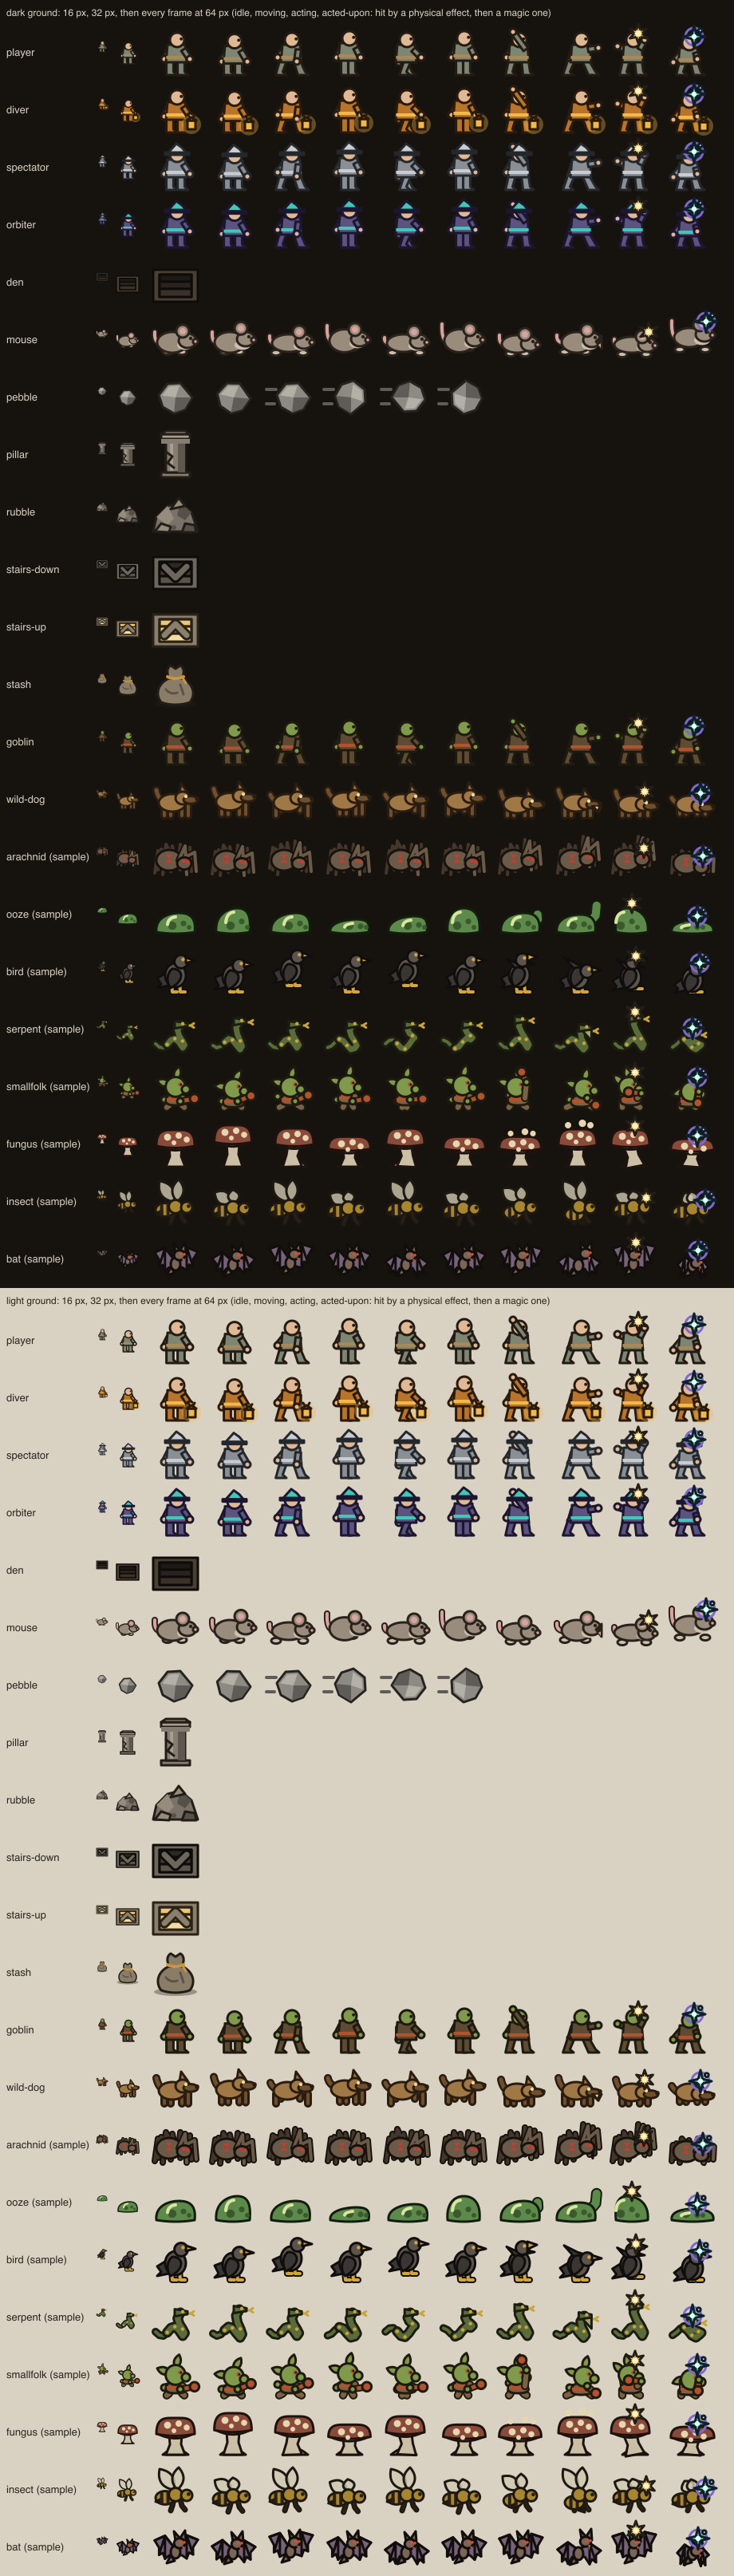 dark ground: 16 px, 32 px, then every frame at 64 px (idle, moving, acting, acted-upon: hit by a physical effect, then a magic one)
player
diver
spectator
orbiter
den
mouse
pebble
pillar
rubble
stairs-down
stairs-up
stash
goblin
wild-dog
arachnid (sample)
ooze (sample)
bird (sample)
serpent (sample)
smallfolk (sample)
fungus (sample)
insect (sample)
bat (sample)
light ground: 16 px, 32 px, then every frame at 64 px (idle, moving, acting, acted-upon: hit by a physical effect, then a magic one)
player
diver
spectator
orbiter
den
mouse
pebble
pillar
rubble
stairs-down
stairs-up
stash
goblin
wild-dog
arachnid (sample)
ooze (sample)
bird (sample)
serpent (sample)
smallfolk (sample)
fungus (sample)
insect (sample)
bat (sample)